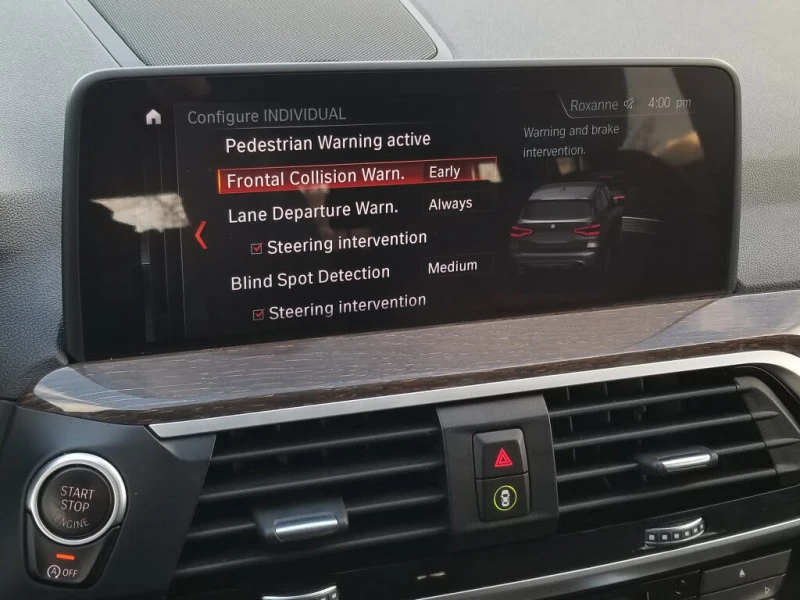 Configure INDIVIDUAL
Roxanne 4:00 pm
Pedestrian Warning active
Frontal Collision Warn. Early
Lane Departure Warn. Always
Steering intervention
Blind Spot Detection Medium
Steering intervention
Warning and brake
intervention.
START
STOP
ENGINE
A OFF